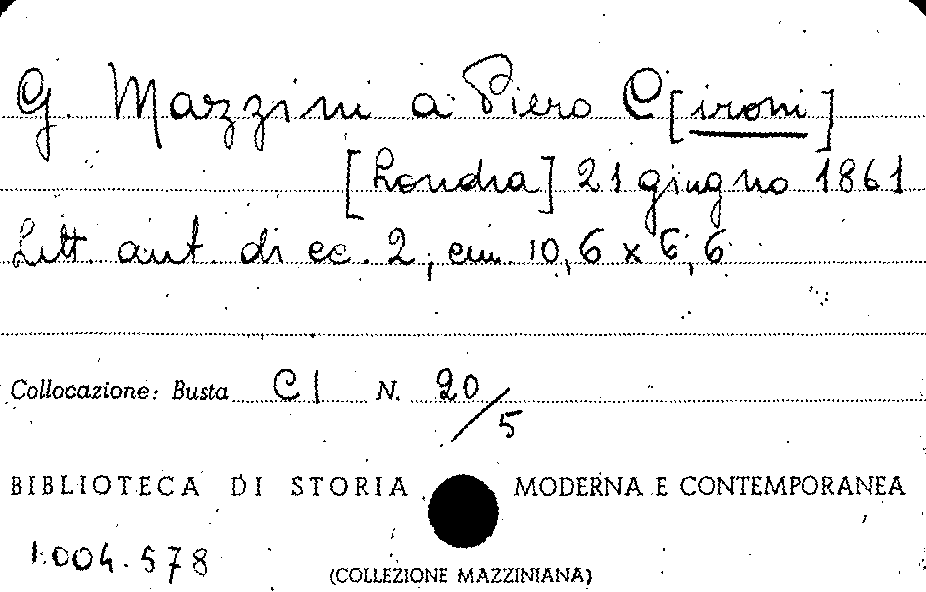 G. Mazzini a Piero C[ironi]
[Londra] 21 giugno 1861
Lett. aut. di cc. 2, cm. 10,6 x 6,6
Collocazione: Busta C I N. 20/5
BIBLIOTECA DI STORIA MODERNA E CONTEMPORANEA
1.004.578
(COLLEZIONE MAZZINIANA)